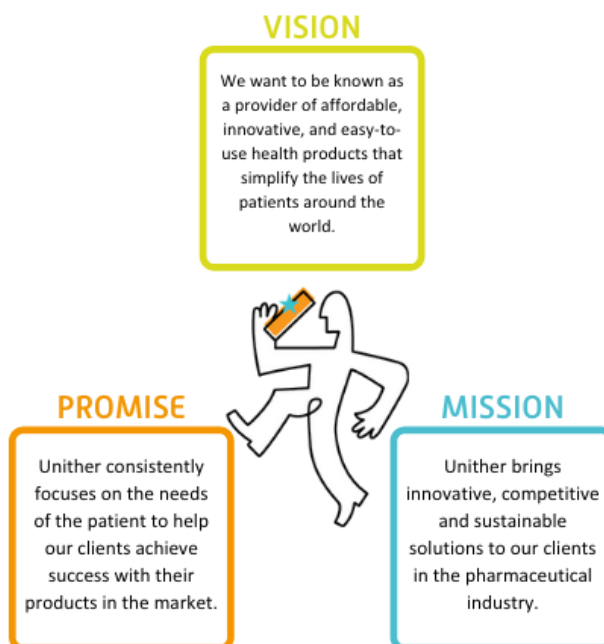 VISION
We want to be known as
a provider of affordable,
innovative, and easy-to-
use health products that
simplify the lives of
patients around the
world.
PROMISE
Unither consistently
focuses on the needs
of the patient to help
our clients achieve
success with their
products in the market.
MISSION
Unither brings
innovative, competitive
and sustainable
solutions to our clients
in the pharmaceutical
industry.